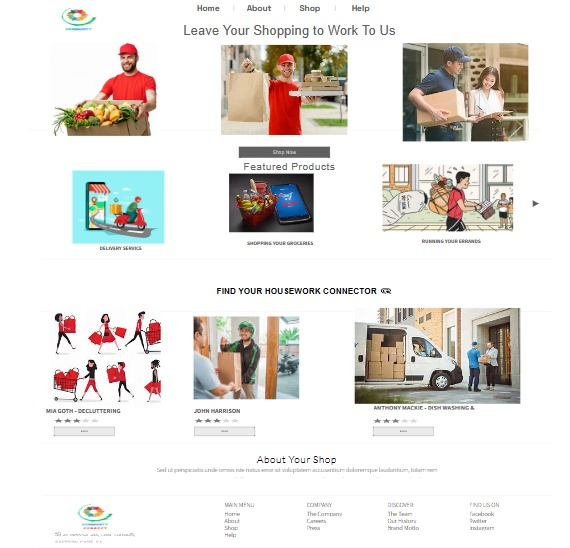 Home | About | Shop | Help
COMMUNITY
Leave Your Shopping to Work To Us
Shop Now
Featured Products
DELIVERY SERVICE
SHOPPING YOUR GROCERIES
RUNNING YOUR ERRANDS
FIND YOUR HOUSEWORK CONNECTOR
MIA GOTH - DECLUTTERING
JOHN HARRISON
ANTHONY MACKIE - DISH WASHING &
About Your Shop
Sed ut perspiciatis unde omnis iste natus error sit voluptatem accusantium doloremque laudantium, totam rem
MAIN MENU
Home
About
Shop
Help
COMPANY
The Company
Careers
Press
DISCOVER
The Team
Our History
Brand Motto
FIND US ON
Facebook
Twitter
Instagram
COMMUNITY
CONNECT